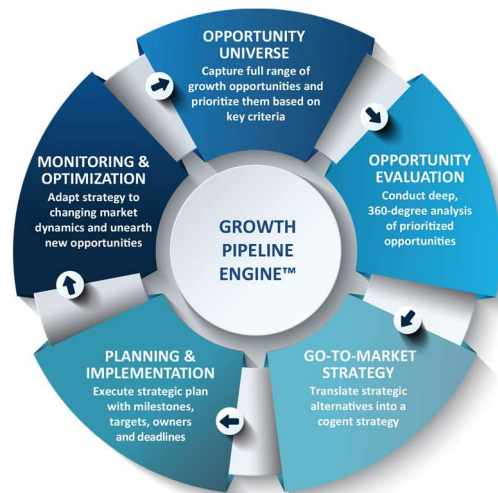 OPPORTUNITY
UNIVERSE
Capture full range of
growth opportunities and
prioritize them based on
key criteria
OPPORTUNITY
EVALUATION
Conduct deep,
360-degree analysis
of prioritized
opportunities
GO-TO-MARKET
STRATEGY
Translate strategic
alternatives into a
cogent strategy
PLANNING &
IMPLEMENTATION
Execute strategic plan
with milestones,
targets, owners
and deadlines
MONITORING &
OPTIMIZATION
Adapt strategy to
changing market
dynamics and unearth
new opportunities
GROWTH
PIPELINE
ENGINE™